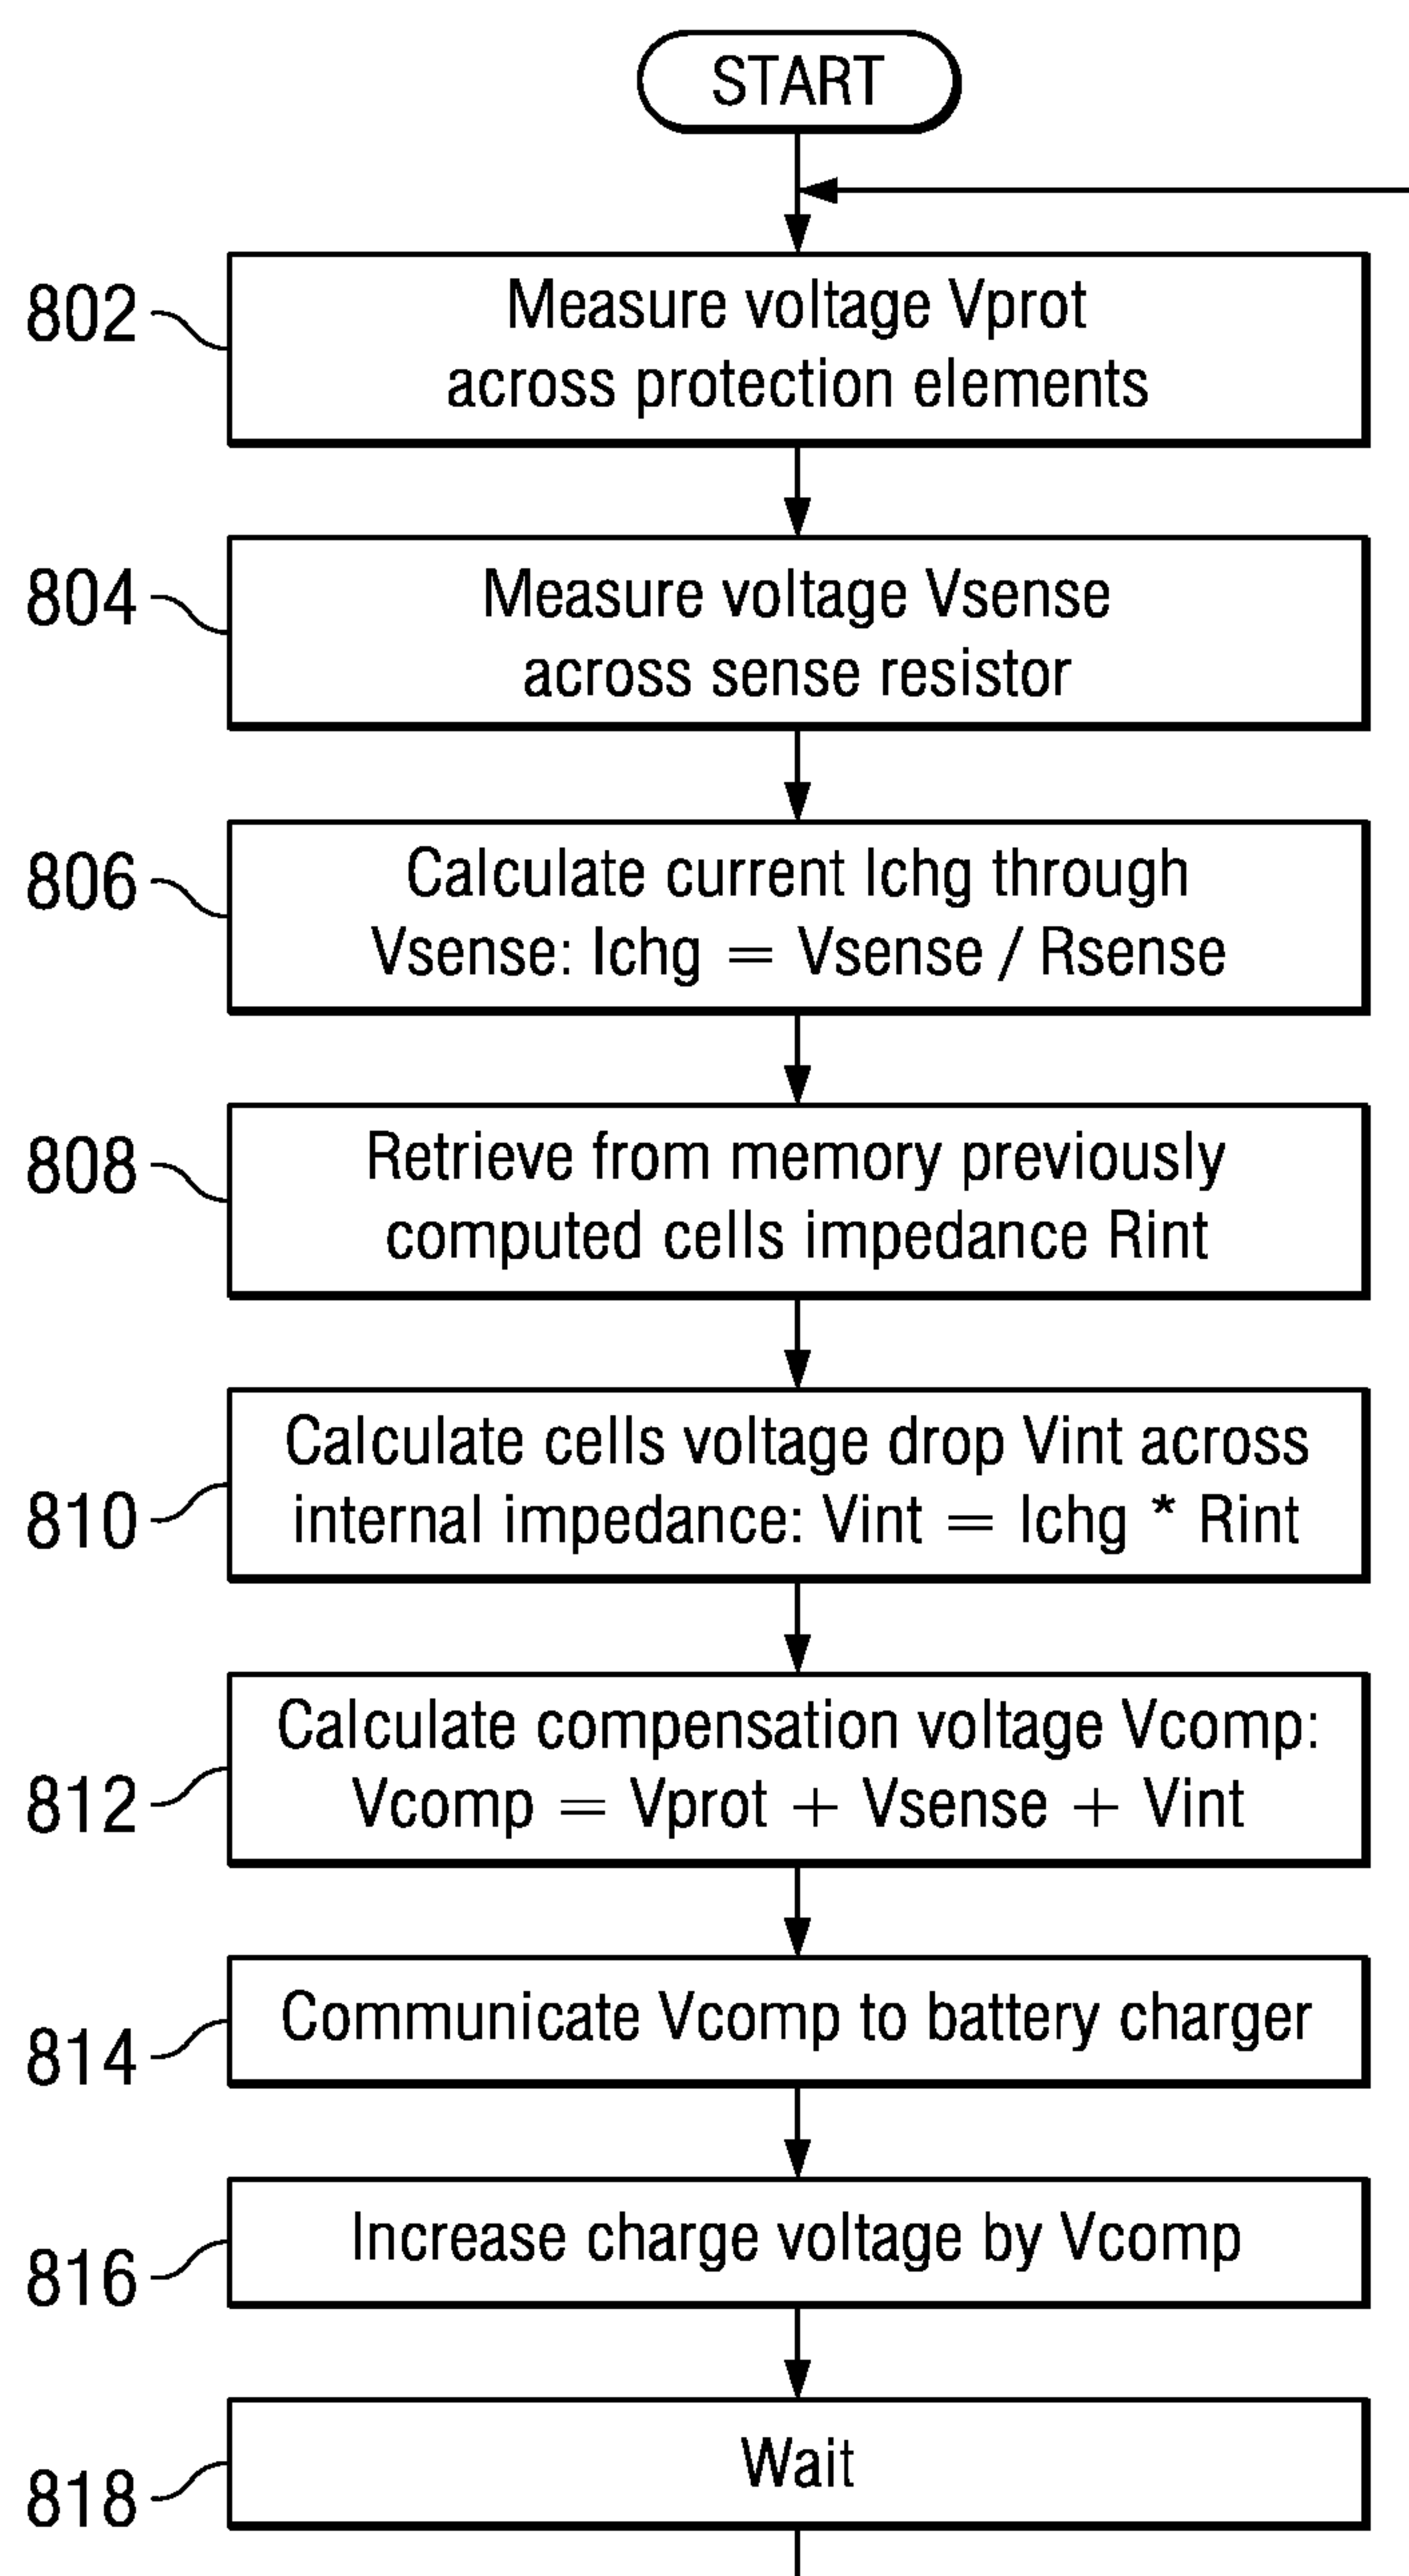 START
802
Measure voltage Vprot
across protection elements
804
Measure voltage Vsense
across sense resistor
806
Calculate current Ichg through
Vsense: Ichg = Vsense / Rsense
808
Retrieve from memory previously
computed cells impedance Rint
810
Calculate cells voltage drop Vint across
internal impedance: Vint = Ichg * Rint
812
Calculate compensation voltage Vcomp:
Vcomp = Vprot + Vsense + Vint
814
Communicate Vcomp to battery charger
816
Increase charge voltage by Vcomp
818
Wait